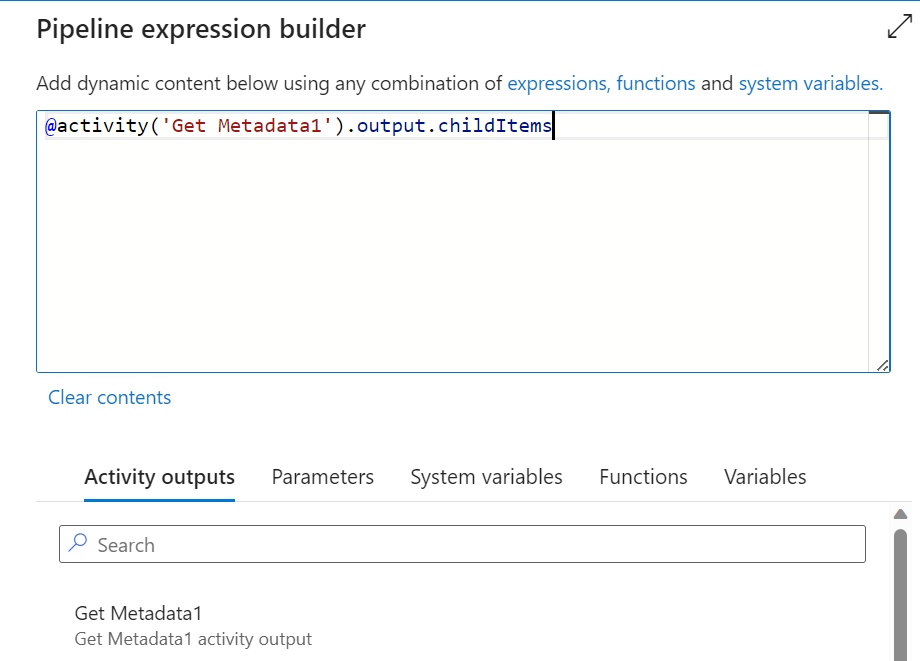 Pipeline expression builder
Add dynamic content below using any combination of expressions, functions and system variables.
@activity('Get Metadata1').output.childItems
Clear contents
Activity outputs Parameters System variables Functions Variables
Search
Get Metadata1
Get Metadata1 activity output